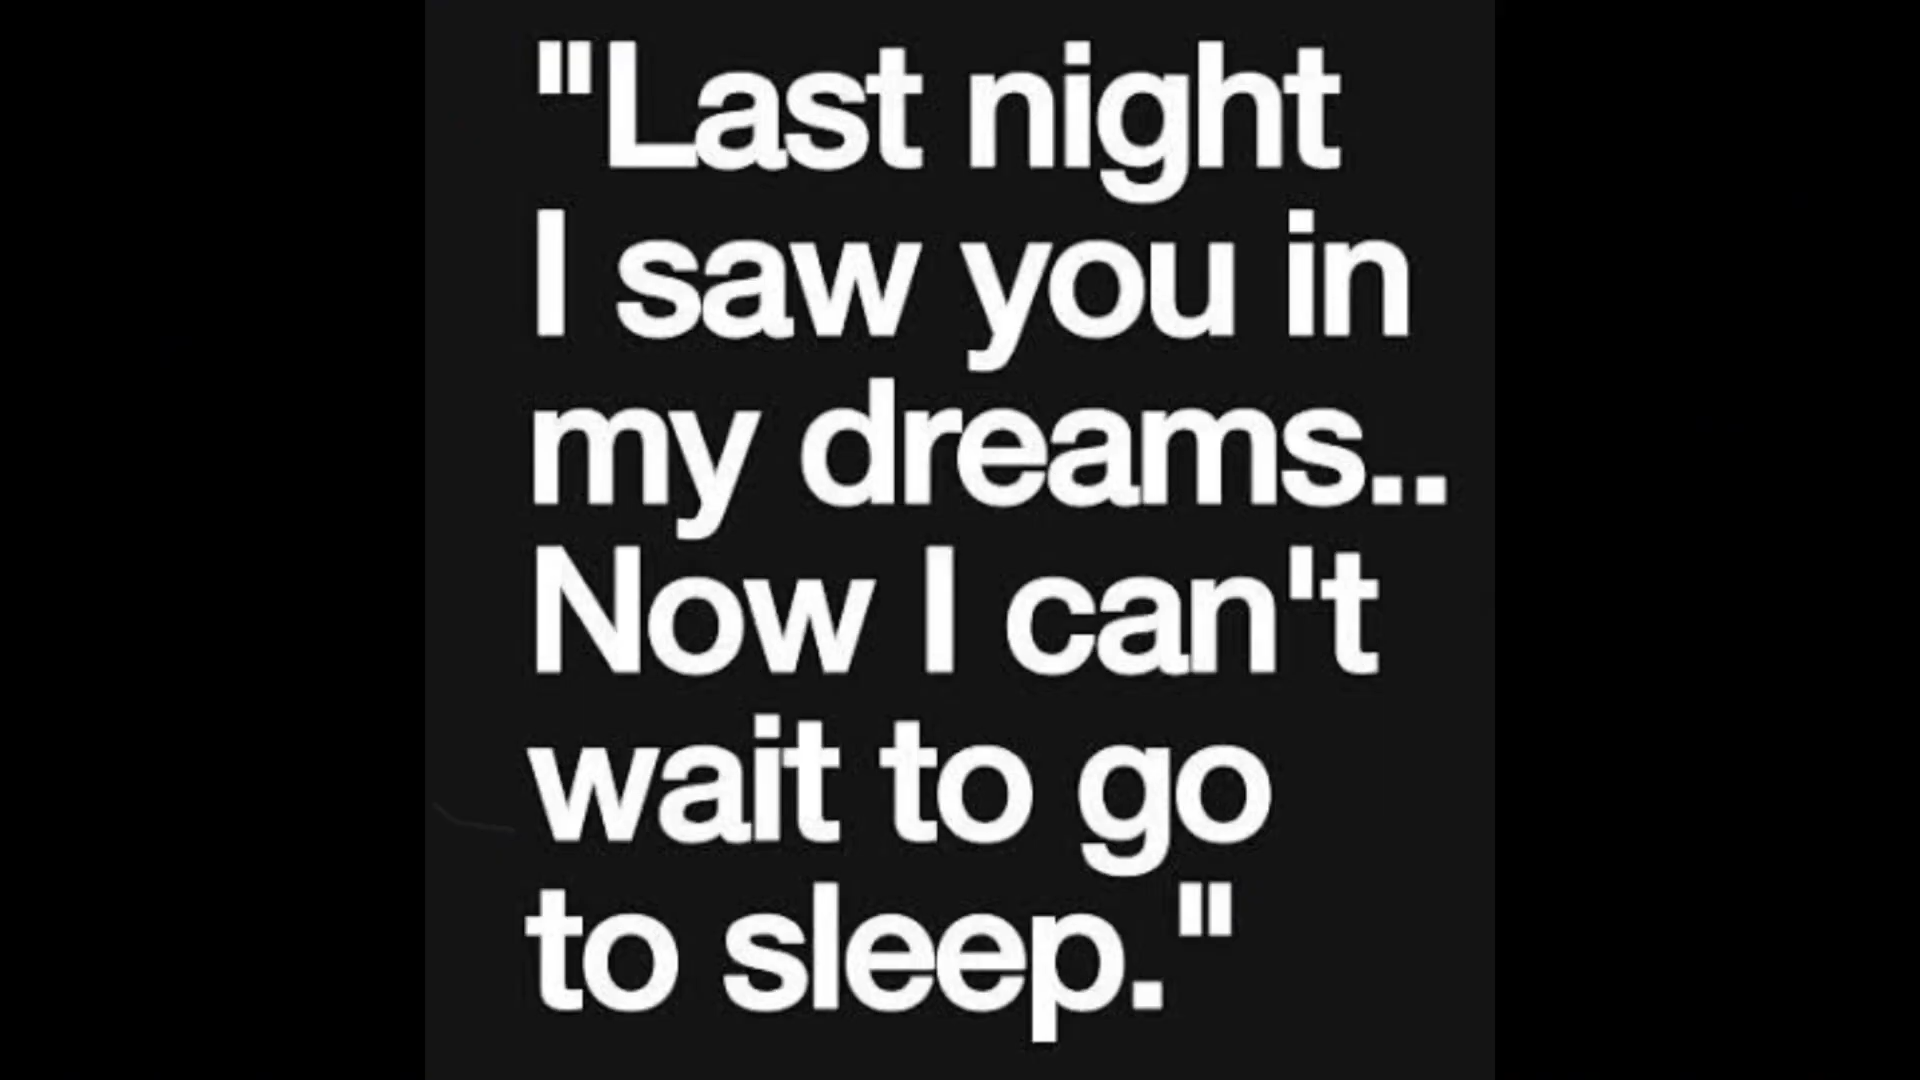 "Last night
I saw you in
my dreams..
Now I can't
wait to go
to sleep."